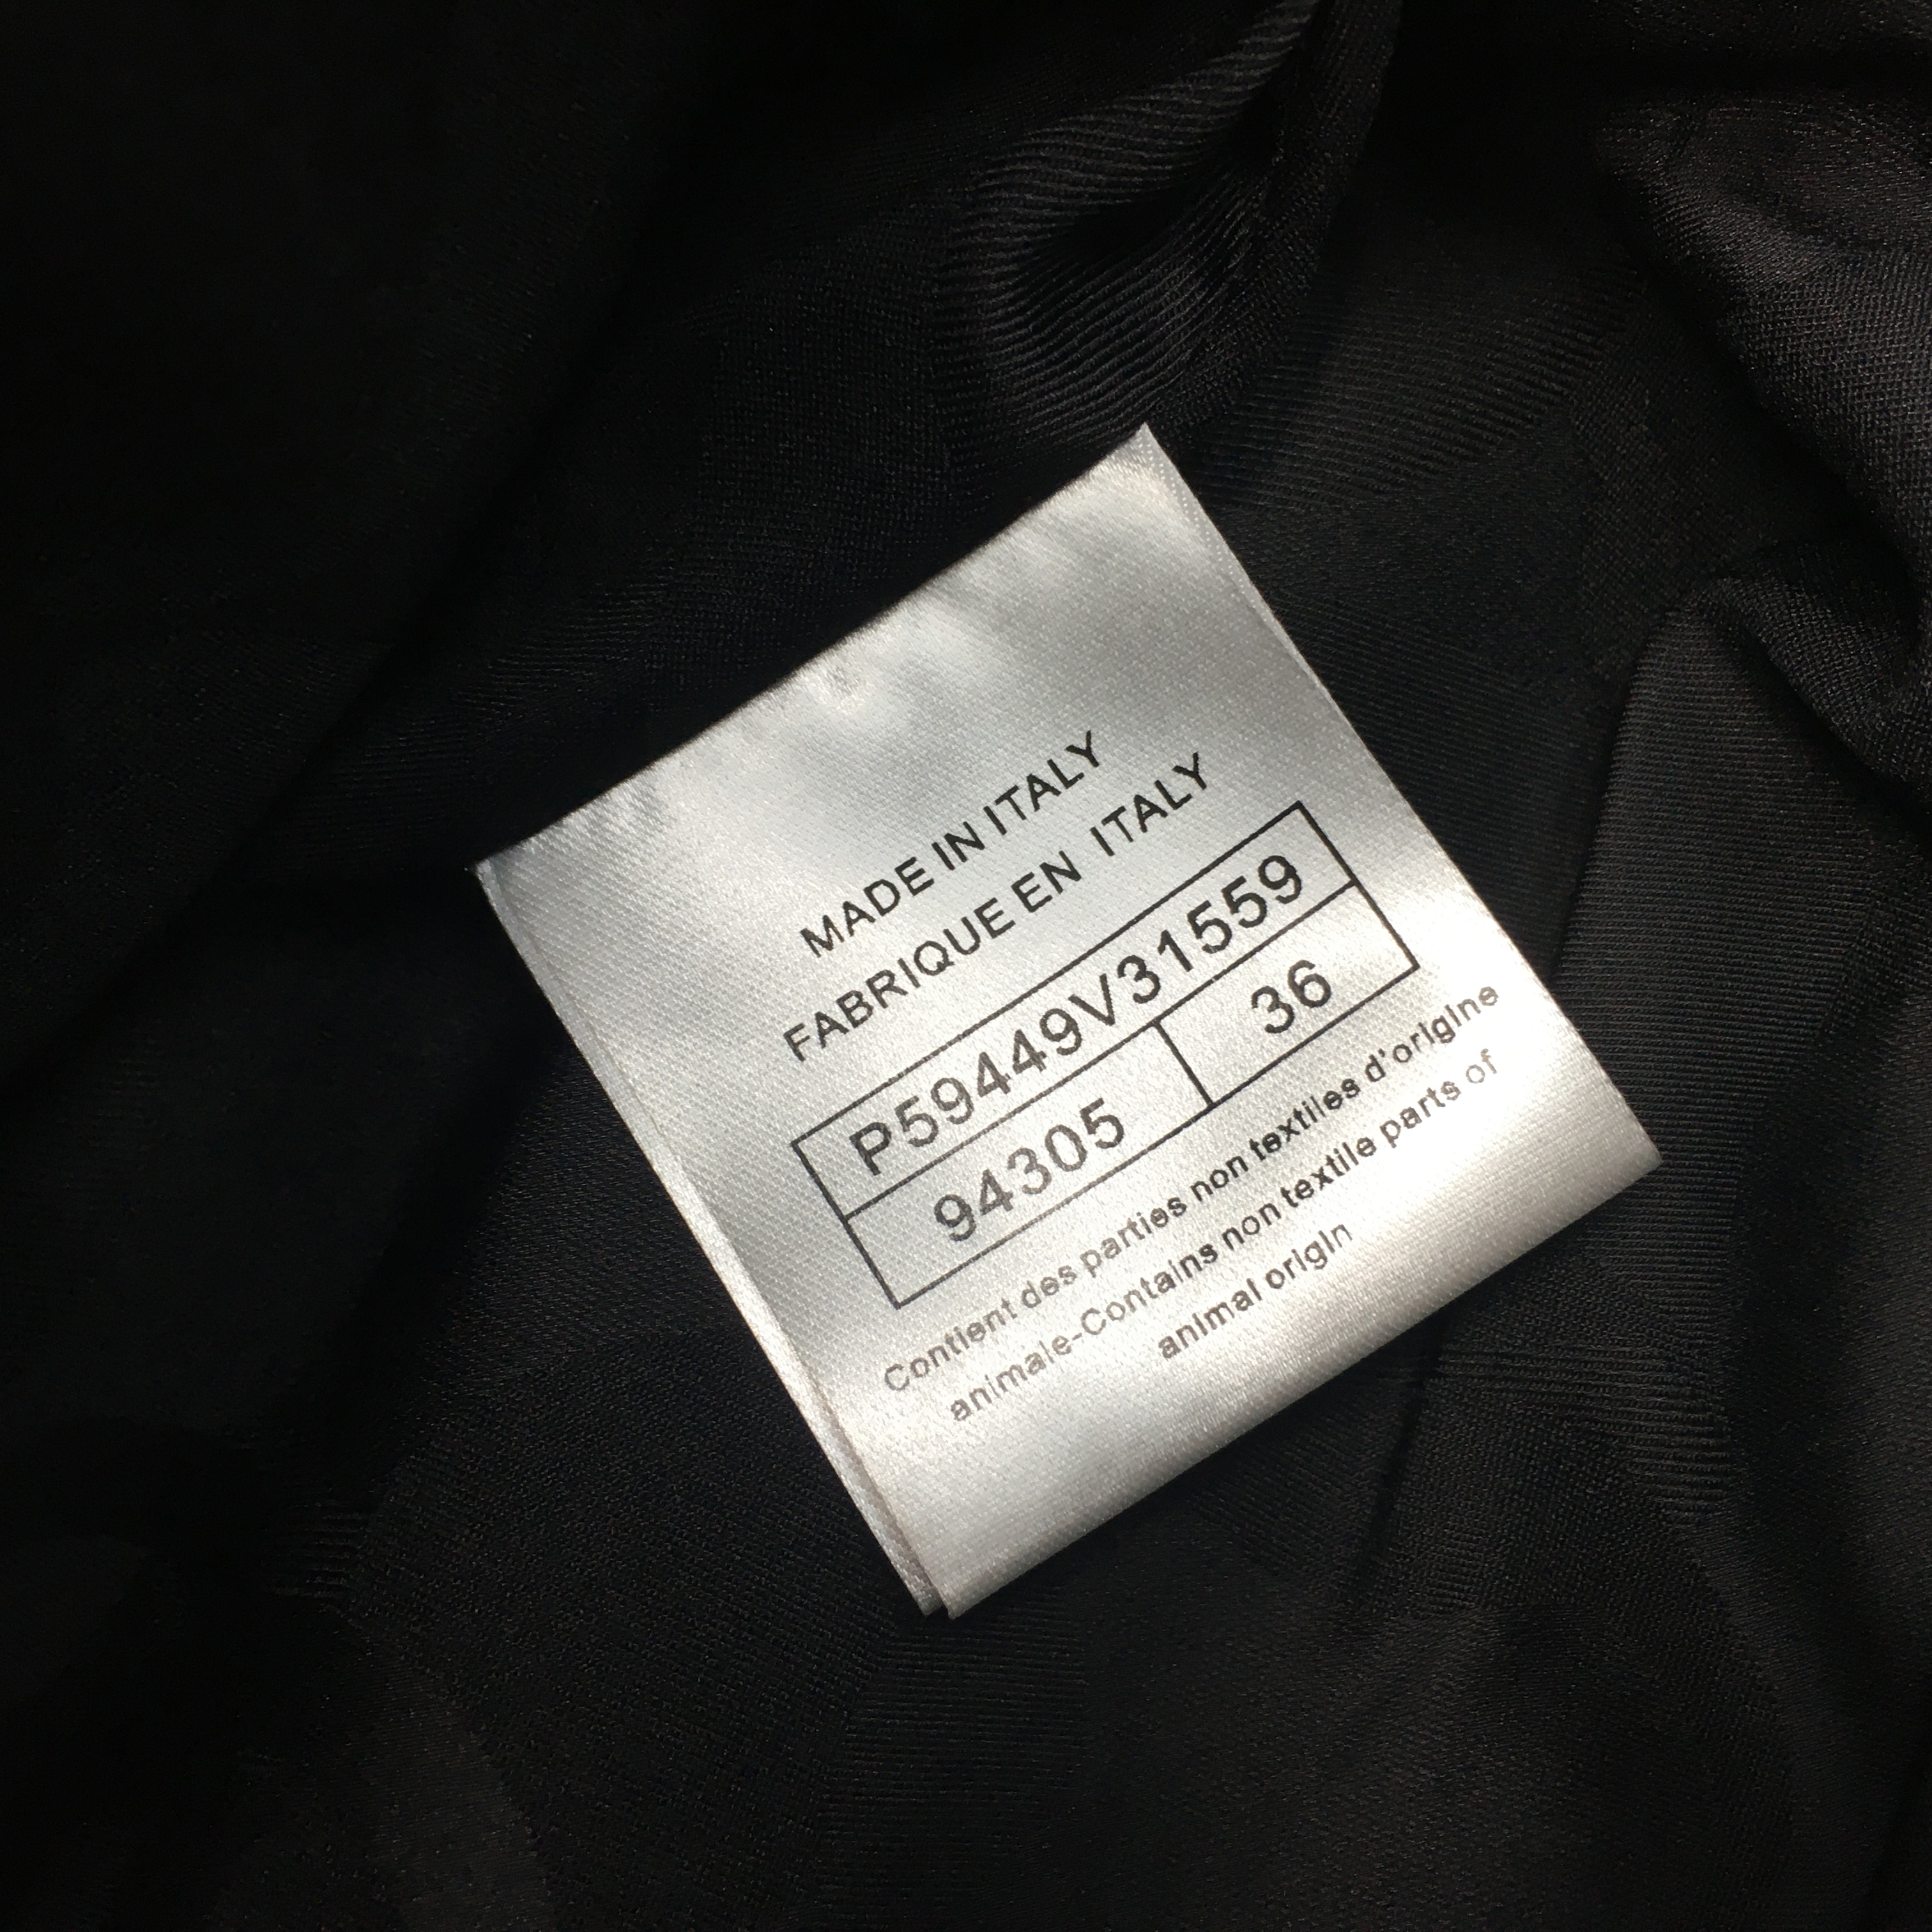 MADE IN ITALY
FABRIQUE EN ITALY
P59449V31559
94305 36
Contient des parties non textiles d'origine
animale-Contains non textile parts of
animal origin